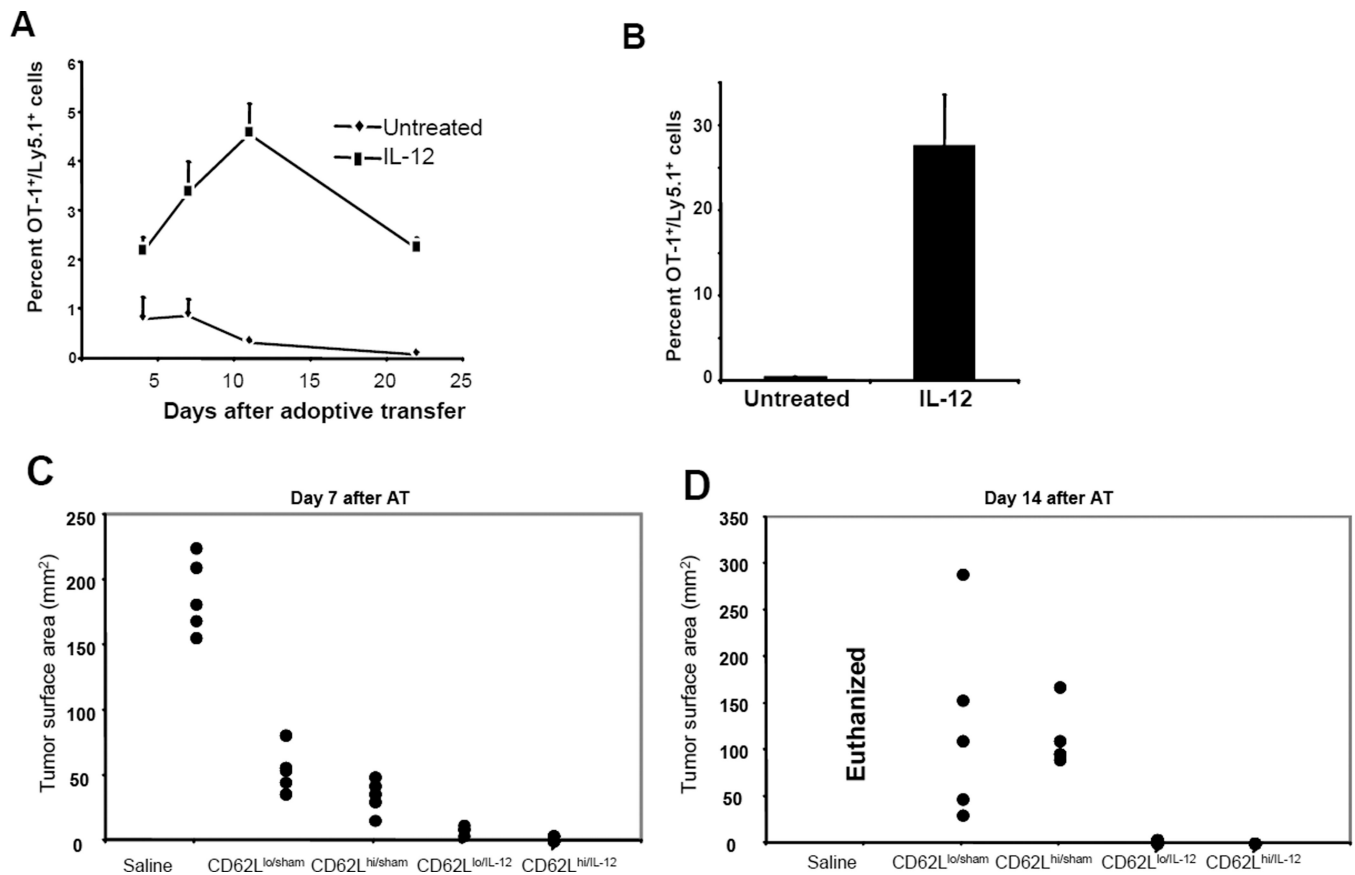 A
Percent OT-1⁺/Ly5.1⁺ cells
6
5
4
3
2
1
0
5 10 15 20 25
Days after adoptive transfer
Untreated
IL-12
B
Percent OT-1⁺/Ly5.1⁺ cells
30
20
10
0
Untreated IL-12
C
Day 7 after AT
Tumor surface area (mm²)
250
200
150
100
50
0
Saline CD62Lˡᵒ/ˢʰᵃᵐ CD62Lʰⁱ/ˢʰᵃᵐ CD62Lˡᵒ/ᴵᴸ⁻¹² CD62Lʰⁱ/ᴵᴸ⁻¹²
D
Day 14 after AT
Tumor surface area (mm²)
350
300
250
200
150
100
50
0
Euthanized
Saline CD62Lˡᵒ/ˢʰᵃᵐ CD62Lʰⁱ/ˢʰᵃᵐ CD62Lˡᵒ/ᴵᴸ⁻¹² CD62Lʰⁱ/ᴵᴸ⁻¹²